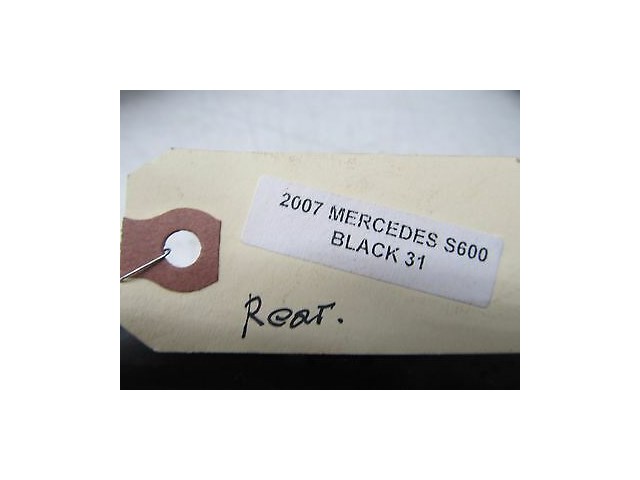 2007 MERCEDES S600
BLACK 31
Rear.